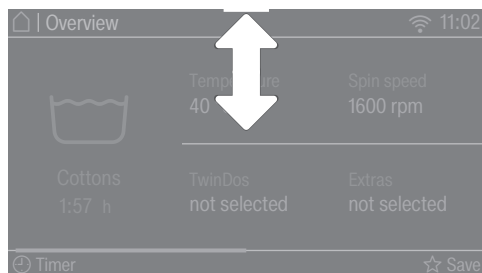 | Overview 11:02
Temperature Spin speed
40 1600 rpm
Cottons
1:57 h
TwinDos Extras
not selected not selected
Timer Save